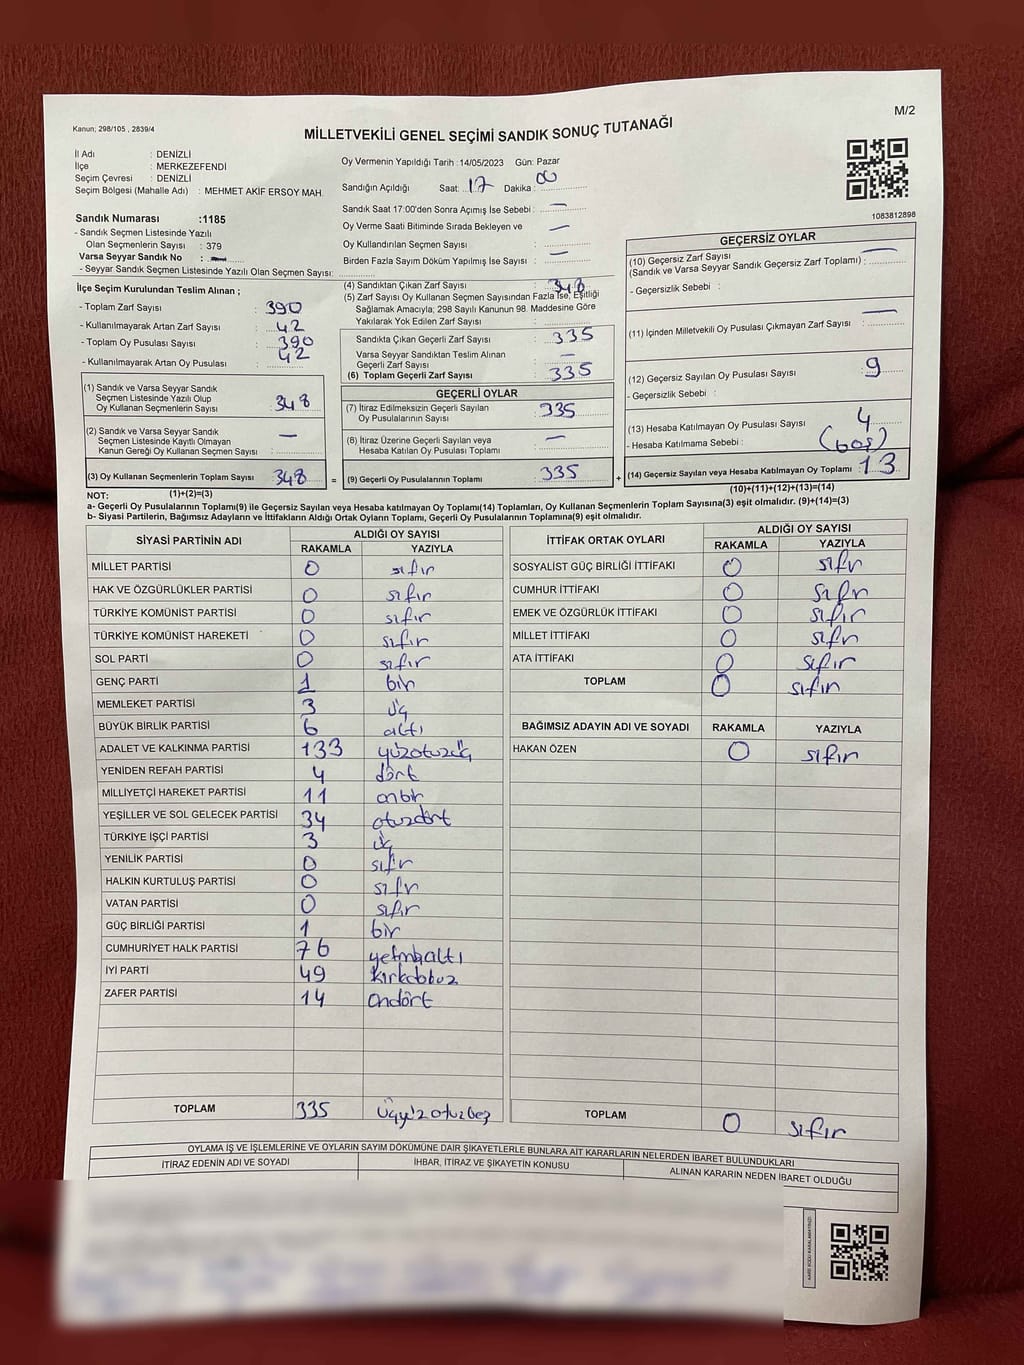 M/2
Kanun; 298/105 , 2839/4
MİLLETVEKİLİ GENEL SEÇİMİ SANDIK SONUÇ TUTANAĞI
İl Adı : DENİZLİ
İlçe : MERKEZEFENDİ
Seçim Çevresi : DENİZLİ
Seçim Bölgesi (Mahalle Adı) : MEHMET AKİF ERSOY MAH.
Sandık Numarası :1185
- Sandık Seçmen Listesinde
Olan Seçmenlerin Sayısı : 379
Varsa Seyyar Sandık No : —
- Seyyar Sandık Seçmen Listesinde Yazılı Olan Seçmen Sayısı:
Oy Vermenin Yapıldığı Tarih :14/05/2023 Gün: Pazar
Sandığın Açıldığı Saat: 17 Dakika : 00
Sandık Saat 17:00'den Sonra Açımış İse Sebebi : —
Oy Verme Saati Bitiminde Sırada Bekleyen ve —
Oy Kullandırılan Seçmen Sayısı :
Birden Fazla Sayım Döküm Yapılmış İse Sayısı : —
1083812898
İlçe Seçim Kurulundan Teslim Alınan ;
- Toplam Zarf Sayısı : 390
- Kullanılmayarak Artan Zarf Sayısı : 42
- Toplam Oy Pusulası Sayısı : 390
- Kullanılmayarak Artan Oy Pusulası : 42
(1) Sandık ve Varsa Seyyar Sandık
Seçmen Listesinde Yazılı Olup
Oy Kullanan Seçmenlerin Sayısı : 348
(2) Sandık ve Varsa Seyyar Sandık
Seçmen Listesinde Kayıtlı Olmayan
Kanun Gereği Oy Kullanan Seçmen Sayısı : —
(3) Oy Kullanan Seçmenlerin Toplam Sayısı : 348
(4) Sandıktan Çıkan Zarf Sayısı : 348
(5) Zarf Sayısı Oy Kullanan Seçmen Sayısından Fazla İse, Eşitliği
Sağlamak Amacıyla; 298 Sayılı Kanunun 98. Maddesine Göre
Yakılarak Yok Edilen Zarf Sayısı :
Sandıkta Çıkan Geçerli Zarf Sayısı : 335
Varsa Seyyar Sandıktan Teslim Alınan
Geçerli Zarf Sayısı : —
(6) Toplam Geçerli Zarf Sayısı : 335
GEÇERLİ OYLAR
(7) İtiraz Edilmeksizin Geçerli Sayılan
Oy Pusulalarının Sayısı : 335
(8) İtiraz Üzerine Geçerli Sayılan veya
Hesaba Katılan Oy Pusulası Toplamı : —
= (9) Geçerli Oy Pusulalarının Toplamı : 335
GEÇERSİZ OYLAR
(10) Geçersiz Zarf Sayısı
(Sandık ve Varsa Seyyar Sandık Geçersiz Zarf Toplamı) : —
- Geçersizlik Sebebi :
(11) İçinden Milletvekili Oy Pusulası Çıkmayan Zarf Sayısı : —
(12) Geçersiz Sayılan Oy Pusulası Sayısı : 9
- Geçersizlik Sebebi :
(13) Hesaba Katılmayan Oy Pusulası Sayısı : 4
- Hesaba Katılmama Sebebi : (boş)
+ (14) Geçersiz Sayılan veya Hesaba Katılmayan Oy Toplamı : 13
NOT: (1)+(2)=(3)
(10)+(11)+(12)+(13)=(14)
a- Geçerli Oy Pusulalarının Toplamı(9) ile Geçersiz Sayılan veya Hesaba katılmayan Oy Toplamı(14) Toplamları, Oy Kullanan Seçmenlerin Toplam Sayısına(3) eşit olmalıdır. (9)+(14)=(3)
b- Siyasi Partilerin, Bağımsız Adayların ve İttifakların Aldığı Ortak Oyların Toplamı, Geçerli Oy Pusulalarının Toplamına(9) eşit olmalıdır.
SİYASİ PARTİNİN ADI ALDIĞI OY SAYISI
RAKAMLA YAZIYLA
MİLLET PARTİSİ 0 sıfır
HAK VE ÖZGÜRLÜKLER PARTİSİ 0 sıfır
TÜRKİYE KOMÜNİST PARTİSİ 0 sıfır
TÜRKİYE KOMÜNİST HAREKETİ 0 sıfır
SOL PARTİ 0 sıfır
GENÇ PARTİ 1 bir
MEMLEKET PARTİSİ 3 üç
BÜYÜK BİRLİK PARTİSİ 6 altı
ADALET VE KALKINMA PARTİSİ 133 yüzotuzüç
YENİDEN REFAH PARTİSİ 4 dört
MİLLİYETÇİ HAREKET PARTİSİ 11 onbir
YEŞİLLER VE SOL GELECEK PARTİSİ 34 otuzdört
TÜRKİYE İŞÇİ PARTİSİ 3 üç
YENİLİK PARTİSİ 0 sıfır
HALKIN KURTULUŞ PARTİSİ 0 sıfır
VATAN PARTİSİ 0 sıfır
GÜÇ BİRLİĞİ PARTİSİ 1 bir
CUMHURİYET HALK PARTİSİ 76 yetmişaltı
İYİ PARTİ 49 kırkdokuz
ZAFER PARTİSİ 14 ondört
TOPLAM 335 üçyüzotuzbeş
İTTİFAK ORTAK OYLARI ALDIĞI OY SAYISI
RAKAMLA YAZIYLA
SOSYALİST GÜÇ BİRLİĞİ İTTİFAKI 0 sıfır
CUMHUR İTTİFAKI 0 sıfır
EMEK VE ÖZGÜRLÜK İTTİFAKI 0 sıfır
MİLLET İTTİFAKI 0 sıfır
ATA İTTİFAKI 0 sıfır
TOPLAM 0 sıfır
BAĞIMSIZ ADAYIN ADI VE SOYADI RAKAMLA YAZIYLA
HAKAN ÖZEN 0 sıfır
TOPLAM 0 sıfır
OYLAMA İŞ VE İŞLEMLERİNE VE OYLARIN SAYIM DÖKÜMÜNE DAİR ŞİKAYETLERLE BUNLARA AİT KARARLARIN NELERDEN İBARET BULUNDUKLARI
İTİRAZ EDENİN ADI VE SOYADI İHBAR, İTİRAZ VE ŞİKAYETİN KONUSU ALINAN KARARIN NEDEN İBARET OLDUĞU